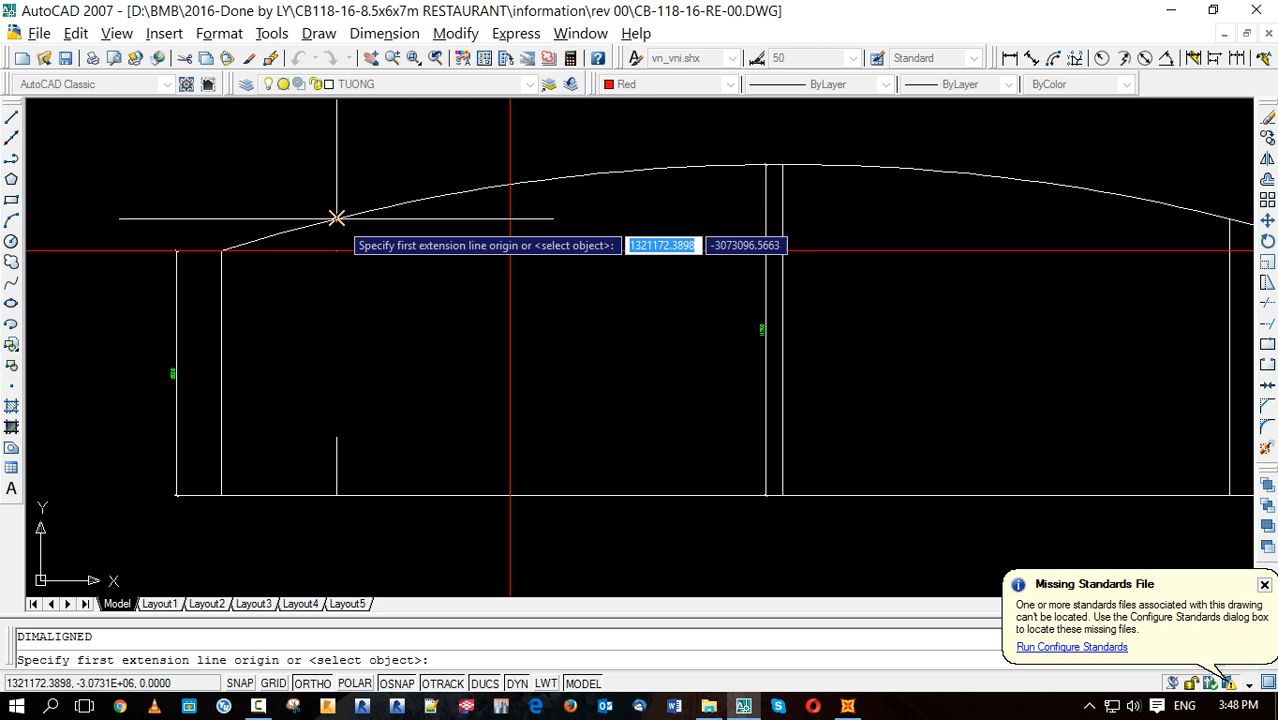 AutoCAD 2007 - [D:\BMB\2016-Done by LY\CB118-16-8.5x6x7m RESTAURANT\information\rev 00\CB-118-16-RE-00.DWG]
File Edit View Insert Format Tools Draw Dimension Modify Express Window Help
vn_vni.shx 50 Standard
AutoCAD Classic TUONG Red ByLayer ByLayer ByColor
Specify first extension line origin or <select object>: 1321172.3898 -3073096.5663
Y
X
Model Layout1 Layout2 Layout3 Layout4 Layout5
Missing Standards File
One or more standards files associated with this drawing
can't be located. Use the Configure Standards dialog box
to locate these missing files.
Run Configure Standards
DIMALIGNED
Specify first extension line origin or <select object>:
1321172.3898, -3.0731E+06, 0.0000 SNAP GRID ORTHO POLAR OSNAP OTRACK DUCS DYN LWT MODEL
ENG 3:48 PM